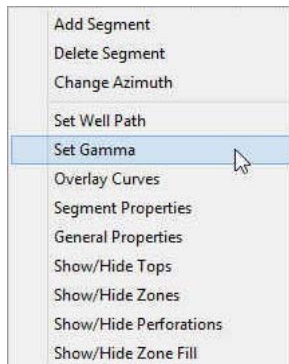 Add Segment
Delete Segment
Change Azimuth
Set Well Path
Set Gamma
Overlay Curves
Segment Properties
General Properties
Show/Hide Tops
Show/Hide Zones
Show/Hide Perforations
Show/Hide Zone Fill